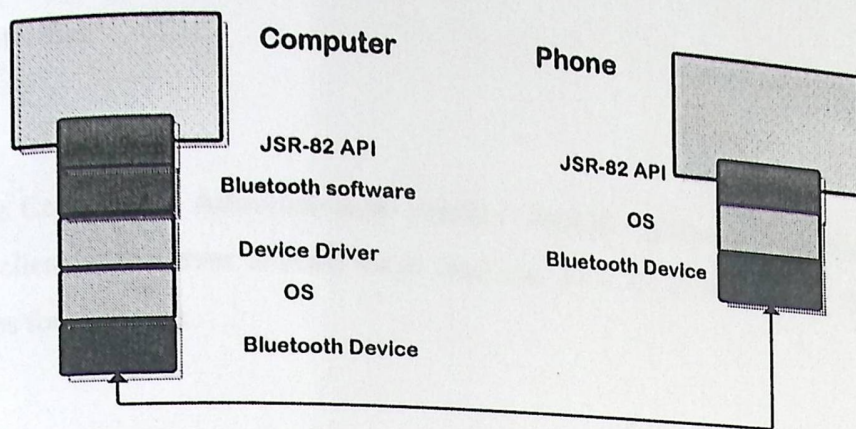 Computer
JSR-82 API
Bluetooth software
Device Driver
OS
Bluetooth Device
Phone
JSR-82 API
OS
Bluetooth Device